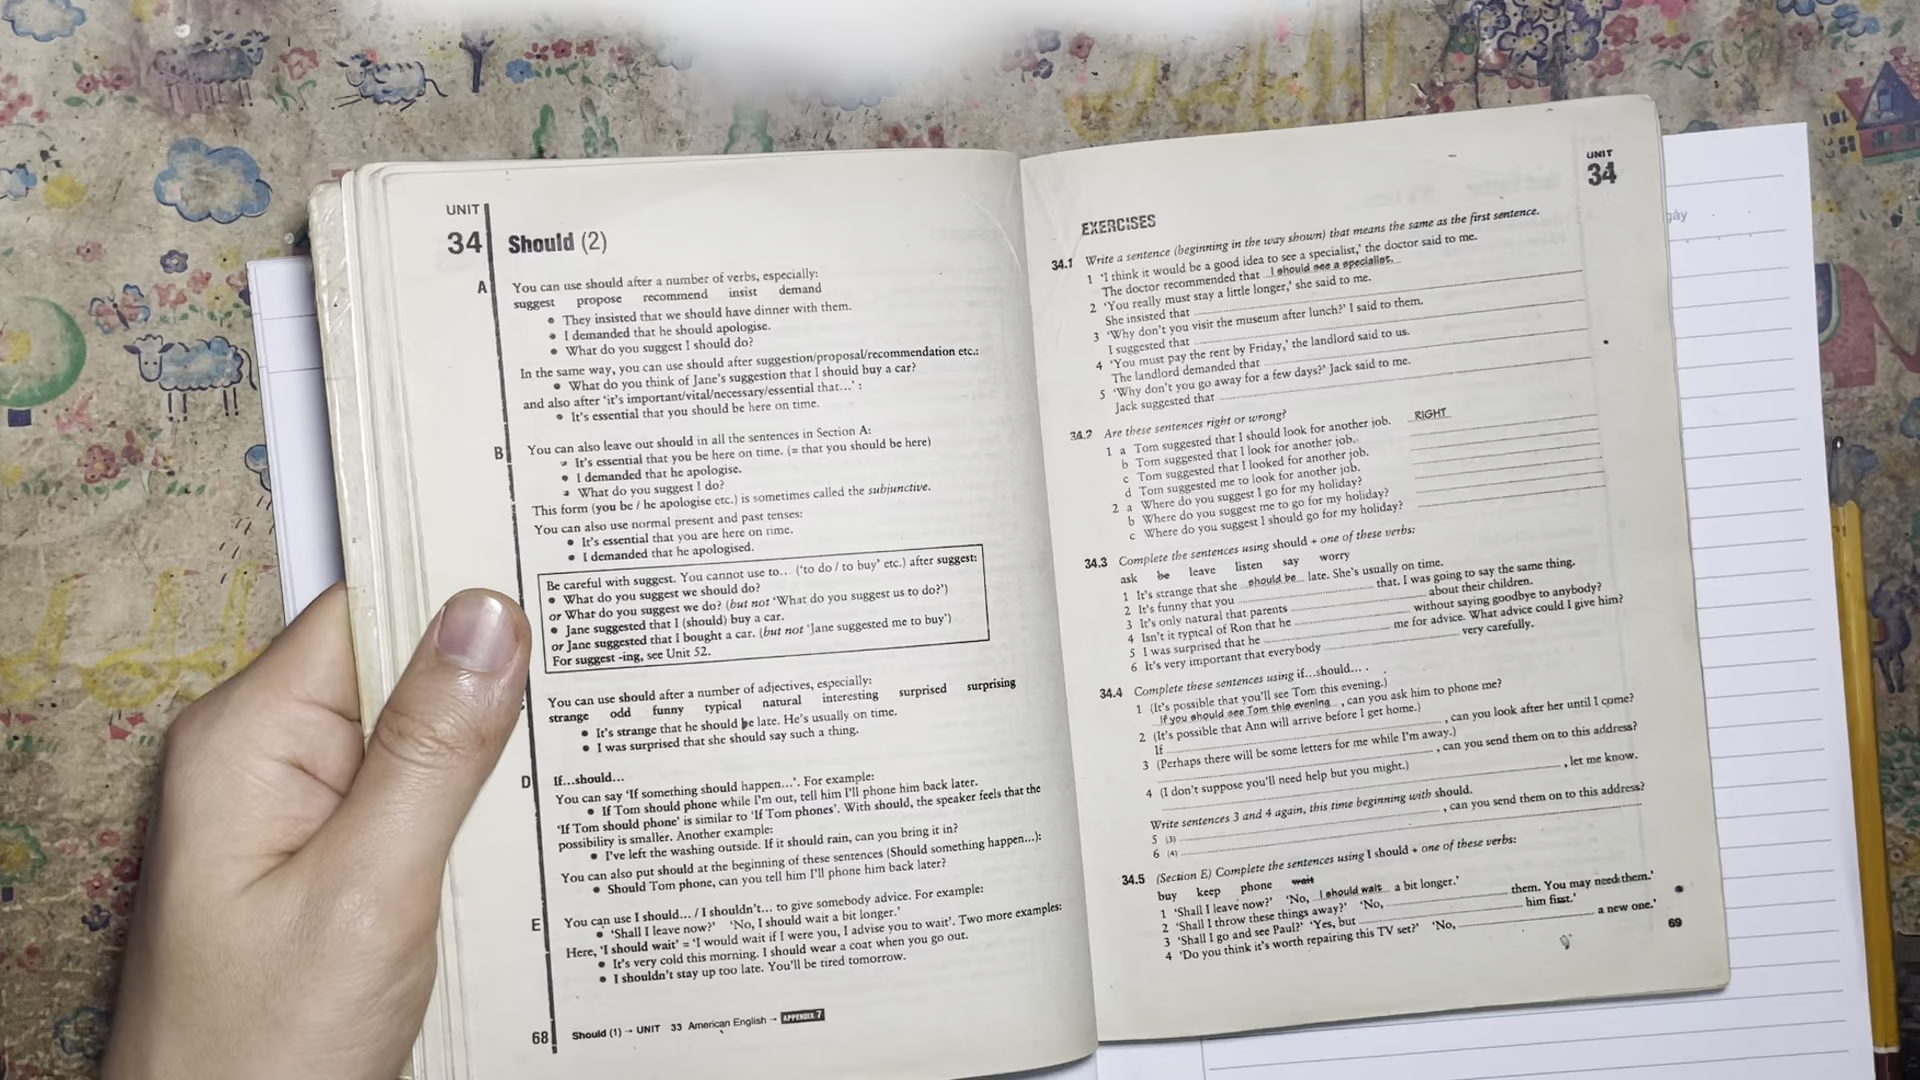 UNIT
34
Should (2)
A
You can use should after a number of verbs, especially:
suggest propose recommend insist demand
• They insisted that we should have dinner with them.
• I demanded that he should apologise.
• What do you suggest I should do?
In the same way, you can use should after suggestion/proposal/recommendation etc.:
• What do you think of Jane's suggestion that I should buy a car?
and also after 'it's important/vital/necessary/essential that...' :
• It's essential that you should be here on time.
B
You can also leave out should in all the sentences in Section A:
• It's essential that you be here on time. (= that you should be here)
• I demanded that he apologise.
• What do you suggest I do?
This form (you be / he apologise etc.) is sometimes called the subjunctive.
You can also use normal present and past tenses:
• It's essential that you are here on time.
• I demanded that he apologised.
Be careful with suggest. You cannot use to... ('to do / to buy' etc.) after suggest:
• What do you suggest we should do?
or What do you suggest we do? (but not 'What do you suggest us to do?')
• Jane suggested that I (should) buy a car.
or Jane suggested that I bought a car. (but not 'Jane suggested me to buy')
For suggest -ing, see Unit 52.
You can use should after a number of adjectives, especially:
strange odd funny typical natural interesting surprised surprising
• It's strange that he should be late. He's usually on time.
• I was surprised that she should say such a thing.
D
If...should...
You can say 'If something should happen...'. For example:
• If Tom should phone while I'm out, tell him I'll phone him back later.
'If Tom should phone' is similar to 'If Tom phones'. With should, the speaker feels that the
possibility is smaller. Another example:
• I've left the washing outside. If it should rain, can you bring it in?
You can also put should at the beginning of these sentences (Should something happen...):
• Should Tom phone, can you tell him I'll phone him back later?
E
You can use I should... / I shouldn't... to give somebody advice. For example:
• 'Shall I leave now?' 'No, I should wait a bit longer.'
Here, 'I should wait' = 'I would wait if I were you, I advise you to wait'. Two more examples:
• It's very cold this morning. I should wear a coat when you go out.
• I shouldn't stay up too late. You'll be tired tomorrow.
68
Should (1) → UNIT 33 American English → APPENDIX 7
UNIT
34
EXERCISES
34.1 Write a sentence (beginning in the way shown) that means the same as the first sentence.
1 'I think it would be a good idea to see a specialist,' the doctor said to me.
The doctor recommended that I should see a specialist.
2 'You really must stay a little longer,' she said to me.
She insisted that
3 'Why don't you visit the museum after lunch?' I said to them.
I suggested that
4 'You must pay the rent by Friday,' the landlord said to us.
The landlord demanded that
5 'Why don't you go away for a few days?' Jack said to me.
Jack suggested that
34.2 Are these sentences right or wrong?
1 a Tom suggested that I should look for another job. RIGHT
b Tom suggested that I look for another job.
c Tom suggested that I looked for another job.
d Tom suggested me to look for another job.
2 a Where do you suggest I go for my holiday?
b Where do you suggest me to go for my holiday?
c Where do you suggest I should go for my holiday?
34.3 Complete the sentences using should + one of these verbs:
ask be leave listen say worry
1 It's strange that she should be late. She's usually on time.
2 It's funny that you that. I was going to say the same thing.
3 It's only natural that parents about their children.
4 Isn't it typical of Ron that he without saying goodbye to anybody?
5 I was surprised that he me for advice. What advice could I give him?
6 It's very important that everybody very carefully.
34.4 Complete these sentences using if...should... .
1 (It's possible that you'll see Tom this evening.)
If you should see Tom this evening , can you ask him to phone me?
2 (It's possible that Ann will arrive before I get home.)
If , can you look after her until I come?
3 (Perhaps there will be some letters for me while I'm away.)
, can you send them on to this address?
4 (I don't suppose you'll need help but you might.)
, let me know.
Write sentences 3 and 4 again, this time beginning with should.
5 (3) , can you send them on to this address?
6 (4)
34.5 (Section E) Complete the sentences using I should + one of these verbs:
buy keep phone wait
1 'Shall I leave now?' 'No, I should wait a bit longer.'
2 'Shall I throw these things away?' 'No, them. You may need them.'
3 'Shall I go and see Paul?' 'Yes, but him first.'
4 'Do you think it's worth repairing this TV set?' 'No, a new one.'
69